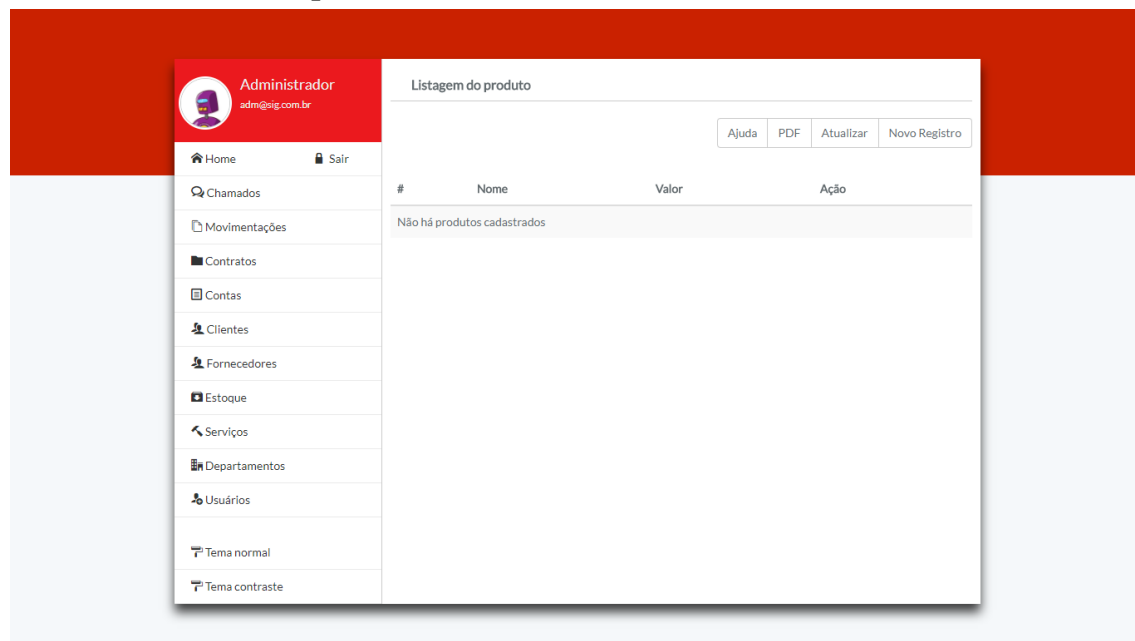 Administrador
adm@sig.com.br
Home Sair
Chamados
Movimentações
Contratos
Contas
Clientes
Fornecedores
Estoque
Serviços
Departamentos
Usuários
Tema normal
Tema contraste
Listagem do produto
Ajuda PDF Atualizar Novo Registro
# Nome Valor Ação
Não há produtos cadastrados